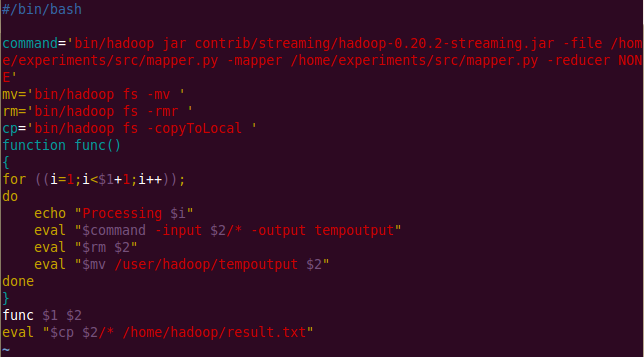 #/bin/bash
command='bin/hadoop jar contrib/streaming/hadoop-0.20.2-streaming.jar -file /hom
e/experiments/src/mapper.py -mapper /home/experiments/src/mapper.py -reducer NON
E'
mv='bin/hadoop fs -mv '
rm='bin/hadoop fs -rmr '
cp='bin/hadoop fs -copyToLocal '
function func()
{
for ((i=1;i<$1+1;i++));
do
    echo "Processing $i"
    eval "$command -input $2/* -output tempoutput"
    eval "$rm $2"
    eval "$mv /user/hadoop/tempoutput $2"
done
}
func $1 $2
eval "$cp $2/* /home/hadoop/result.txt"
~